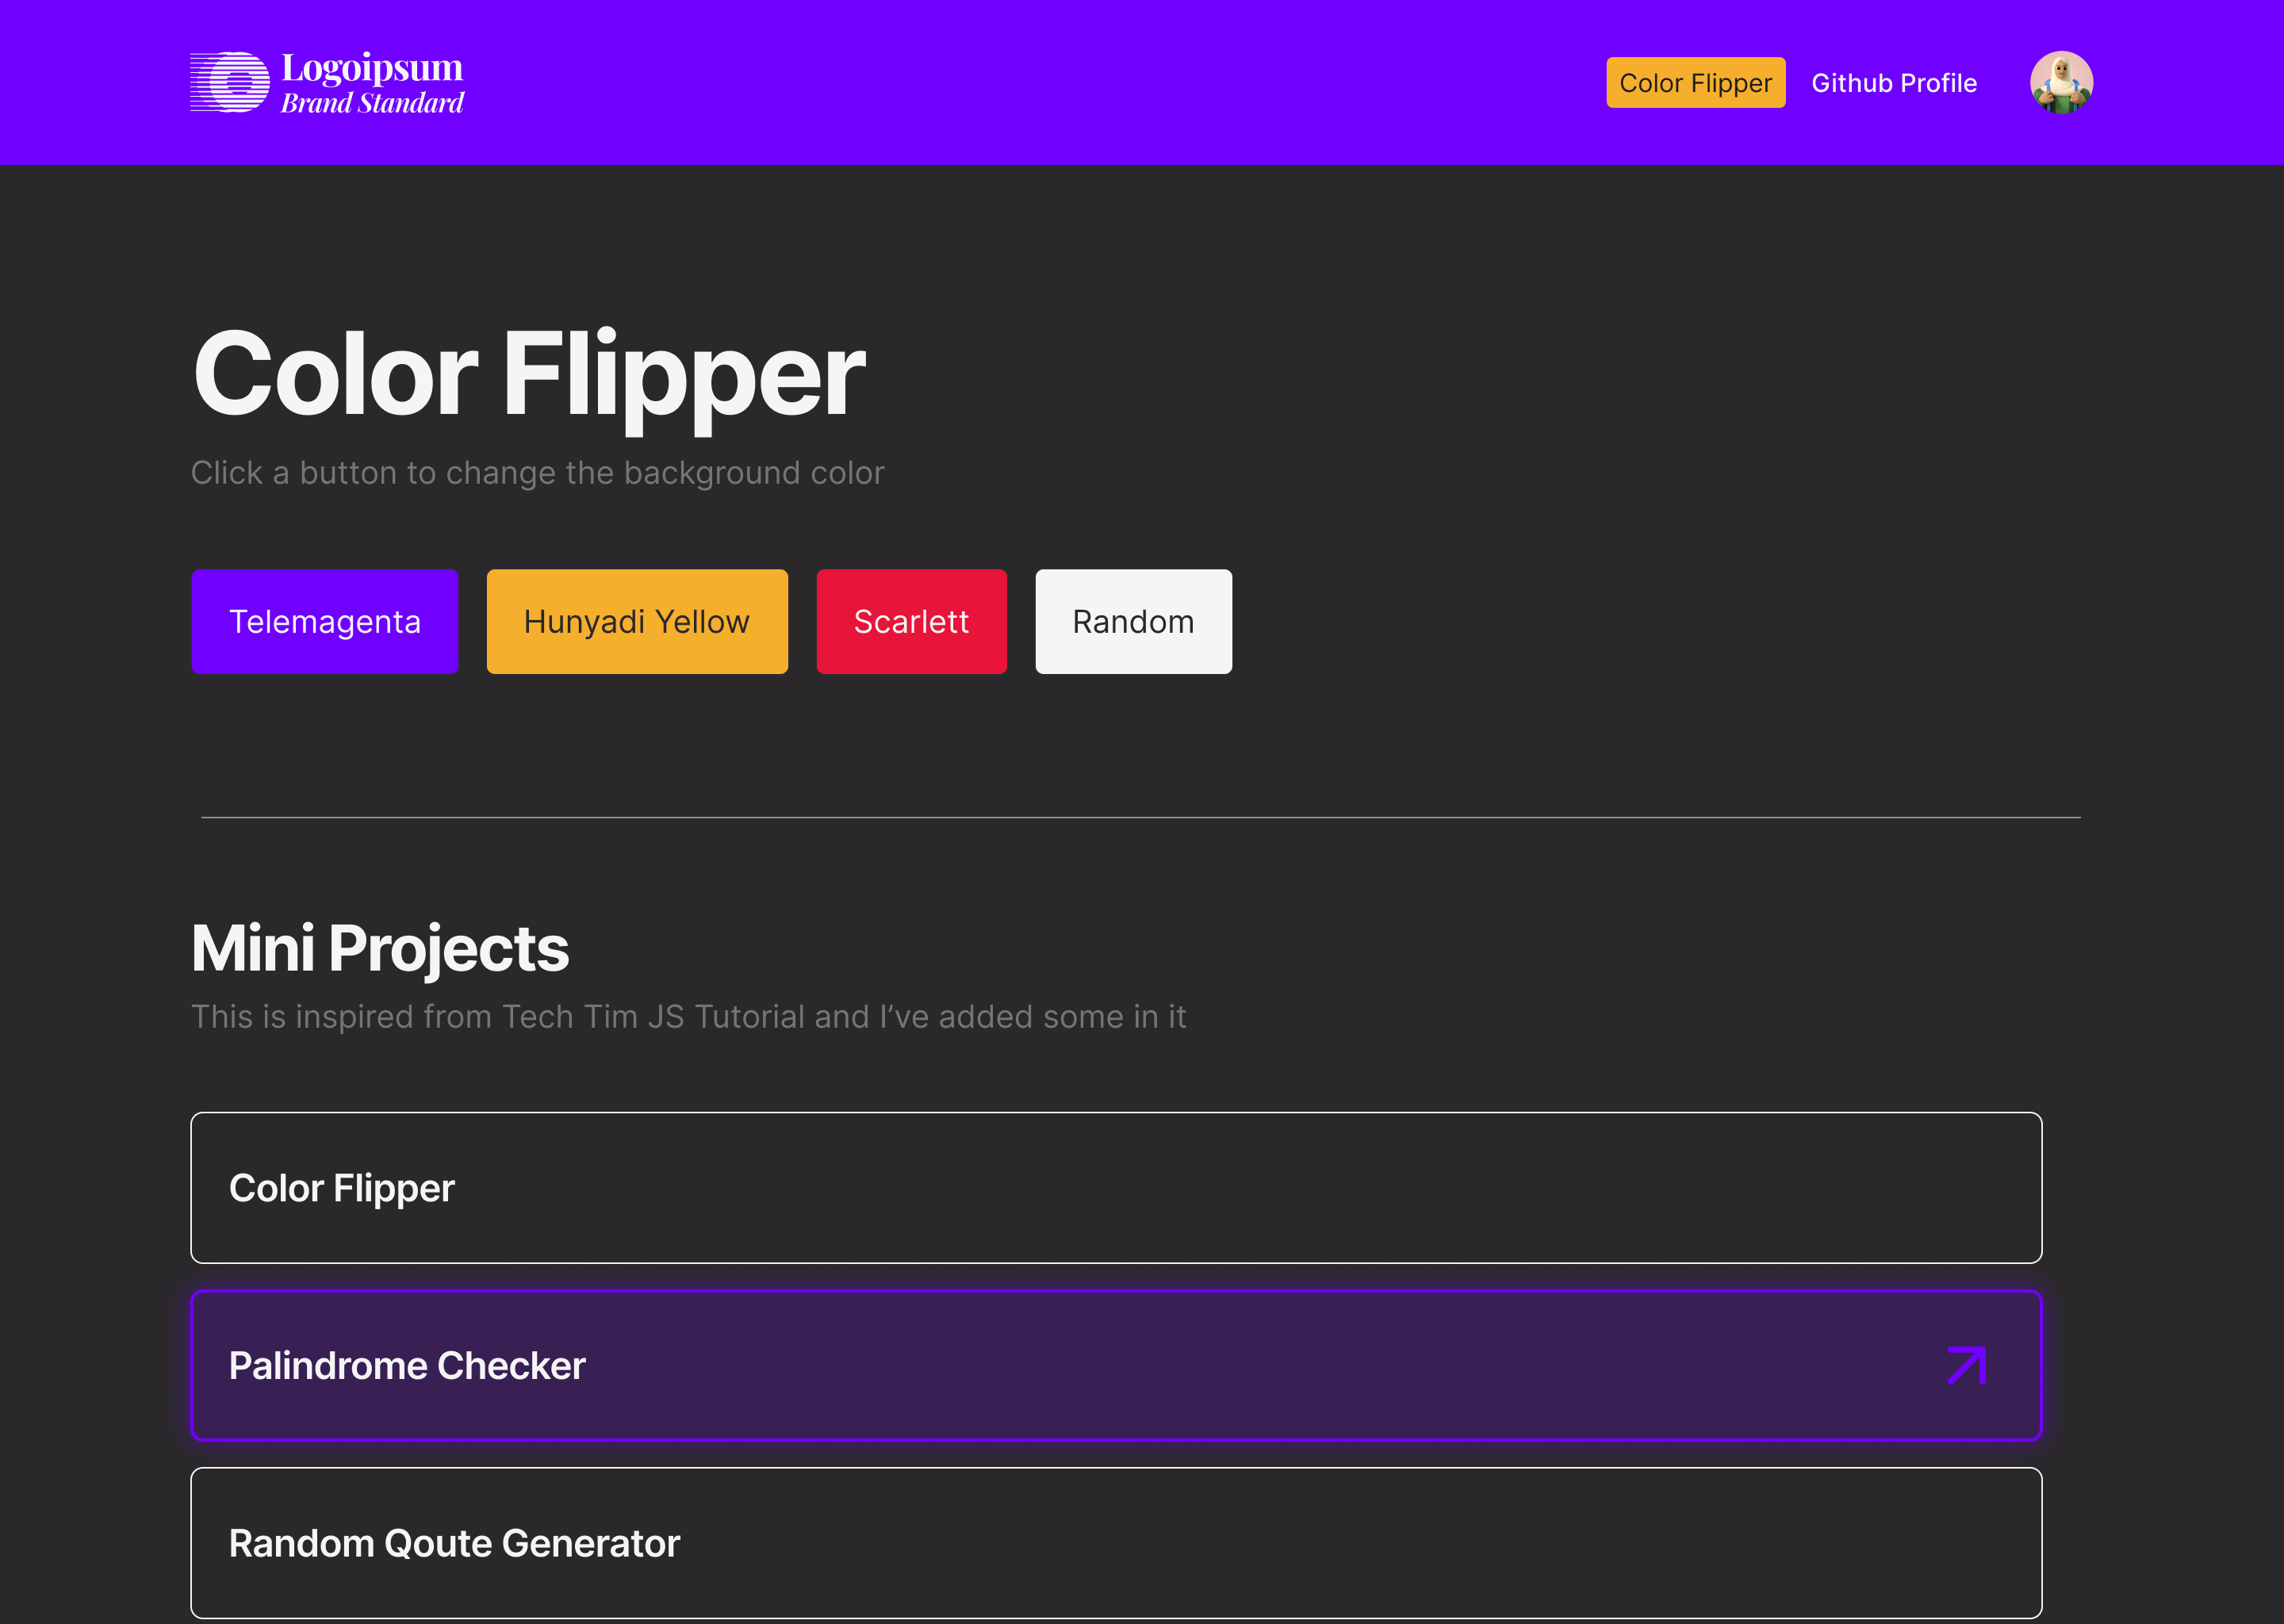 Logoipsum
Brand Standard
Color Flipper
Github Profile
Color Flipper
Click a button to change the background color
Telemagenta
Hunyadi Yellow
Scarlett
Random
Mini Projects
This is inspired from Tech Tim JS Tutorial and I’ve added some in it
Color Flipper
Palindrome Checker
Random Qoute Generator